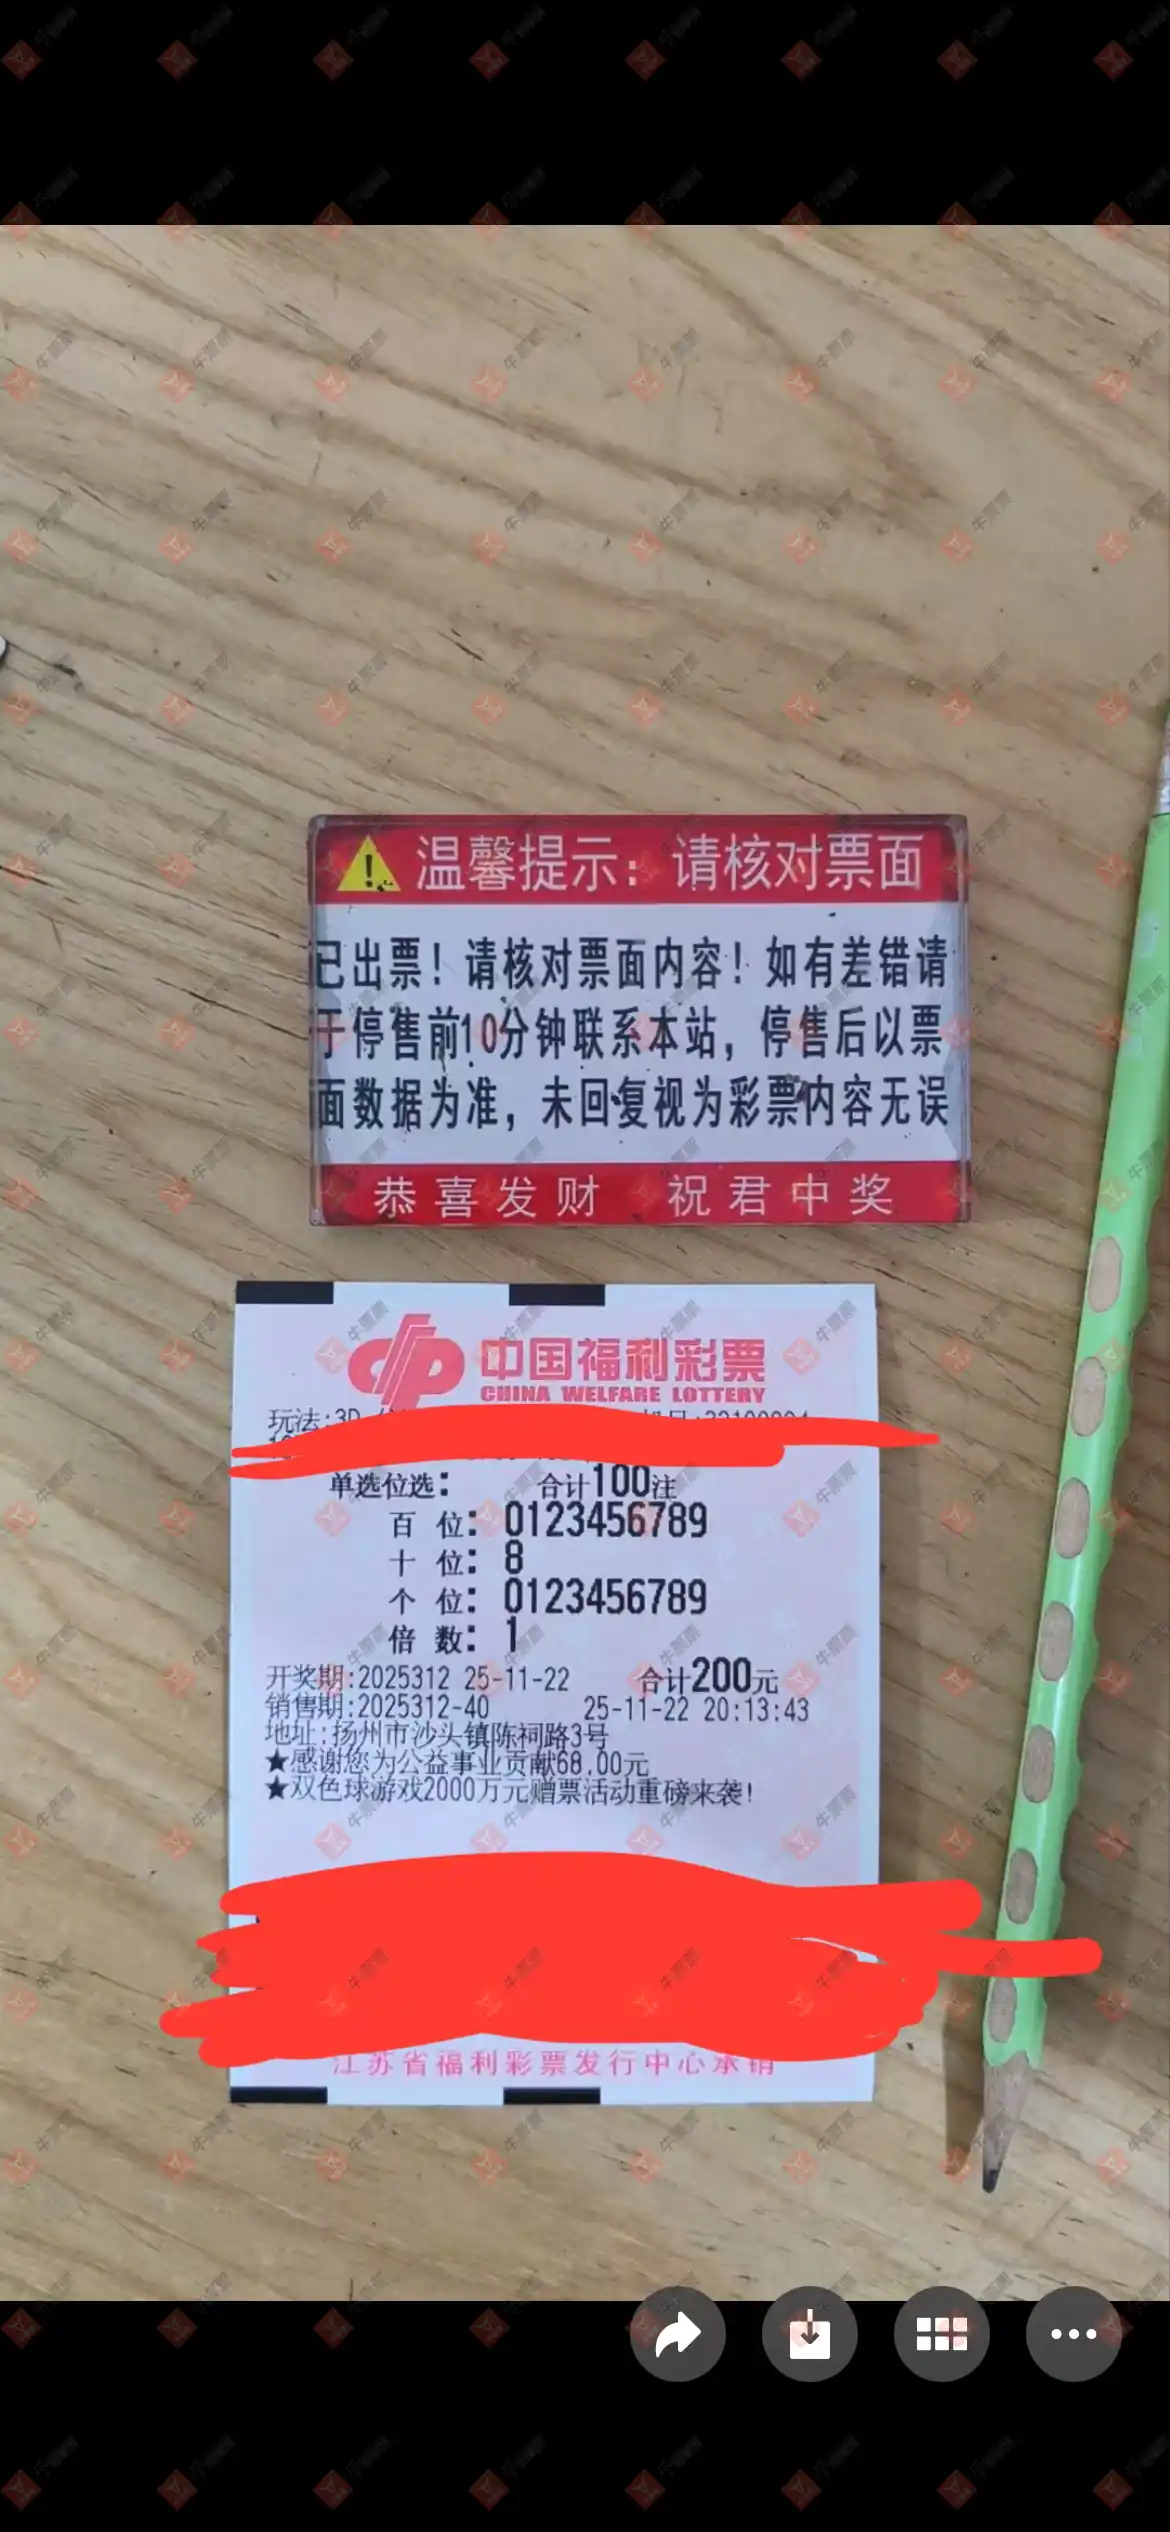 温馨提示：请核对票面
已出票！请核对票面内容！如有差错请
于停售前10分钟联系本站，停售后以票
面数据为准，未回复视为彩票内容无误
恭喜发财 祝君中奖
中国福利彩票
CHINA WELFARE LOTTERY
玩法:3D
单选位选： 合计100注
百 位：0123456789
十 位：8
个 位：0123456789
倍 数：1
开奖期:2025312 25-11-22 合计200元
销售期:2025312-40 25-11-22 20:13:43
地址:扬州市沙头镇陈祠路3号
★感谢您为公益事业贡献68.00元
★双色球游戏2000万元赠票活动重磅来袭!
江苏省福利彩票发行中心承销
牛票票